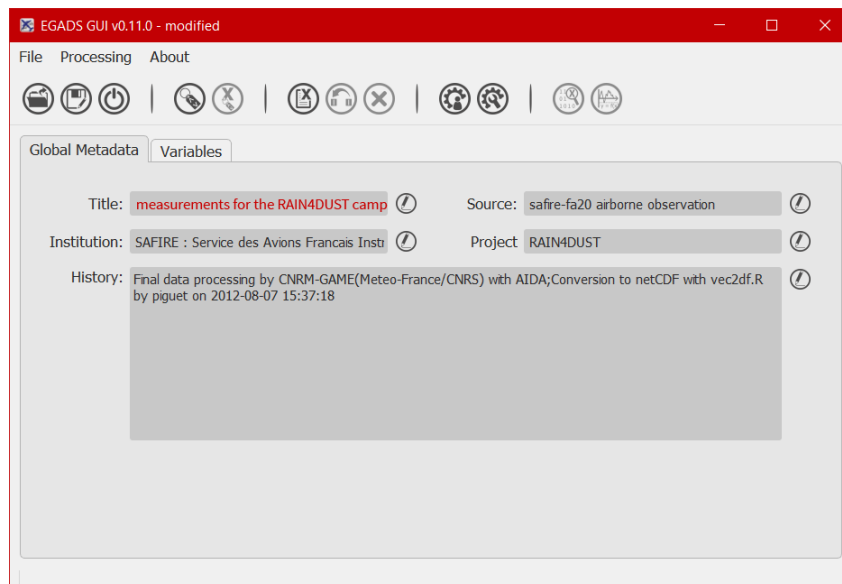 EGADS GUI v0.11.0 - modified
File Processing About
Global Metadata Variables
Title: measurements for the RAIN4DUST camp Source: safire-fa20 airborne observation
Institution: SAFIRE : Service des Avions Francais Instr Project RAIN4DUST
History: Final data processing by CNRM-GAME(Meteo-France/CNRS) with AIDA;Conversion to netCDF with vec2df.R
by piguet on 2012-08-07 15:37:18